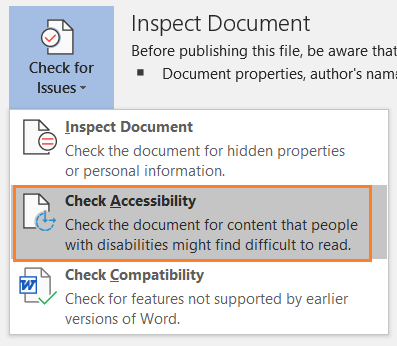 Inspect Document
Before publishing this file, be aware that
Check for
Issues
■ Document properties, author's nam
Inspect Document
Check the document for hidden properties
or personal information.
Check Accessibility
Check the document for content that people
with disabilities might find difficult to read.
Check Compatibility
Check for features not supported by earlier
versions of Word.